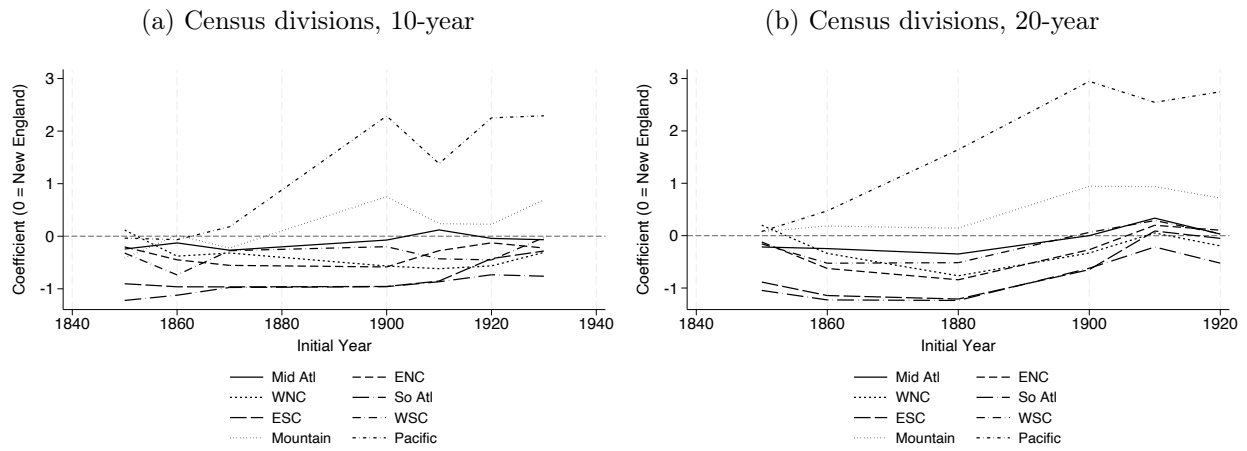 (a) Census divisions, 10-year
Coefficient (0 = New England)
3
2
1
0
-1
1840 1860 1880 1900 1920 1940
Initial Year
Mid Atl ENC
WNC So Atl
ESC WSC
Mountain Pacific
(b) Census divisions, 20-year
Coefficient (0 = New England)
3
2
1
0
-1
1840 1860 1880 1900 1920
Initial Year
Mid Atl ENC
WNC So Atl
ESC WSC
Mountain Pacific